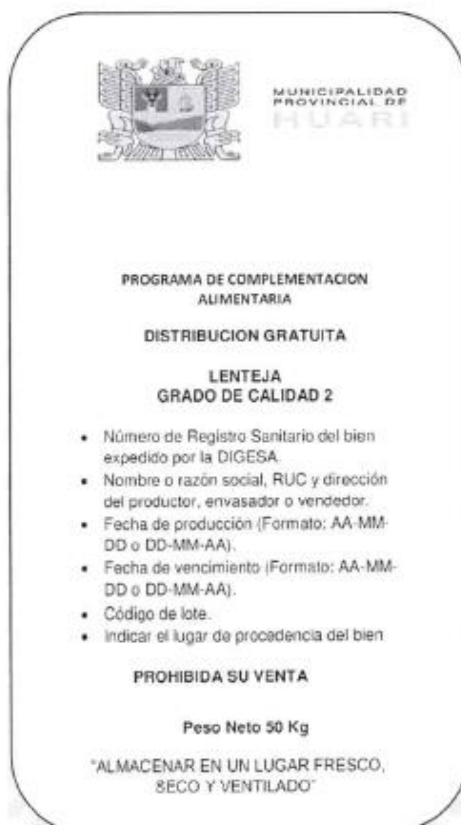 MUNICIPALIDAD
PROVINCIAL DE
HUARI
PROGRAMA DE COMPLEMENTACION
ALIMENTARIA
DISTRIBUCION GRATUITA
LENTEJA
GRADO DE CALIDAD 2
• Número de Registro Sanitario del bien
expedido por la DIGESA.
• Nombre o razón social, RUC y dirección
del productor, envasador o vendedor.
• Fecha de producción (Formato: AA-MM-
DD o DD-MM-AA).
• Fecha de vencimiento (Formato: AA-MM-
DD o DD-MM-AA).
• Código de lote.
• Indicar el lugar de procedencia del bien
PROHIBIDA SU VENTA
Peso Neto 50 Kg
"ALMACENAR EN UN LUGAR FRESCO,
SECO Y VENTILADO"